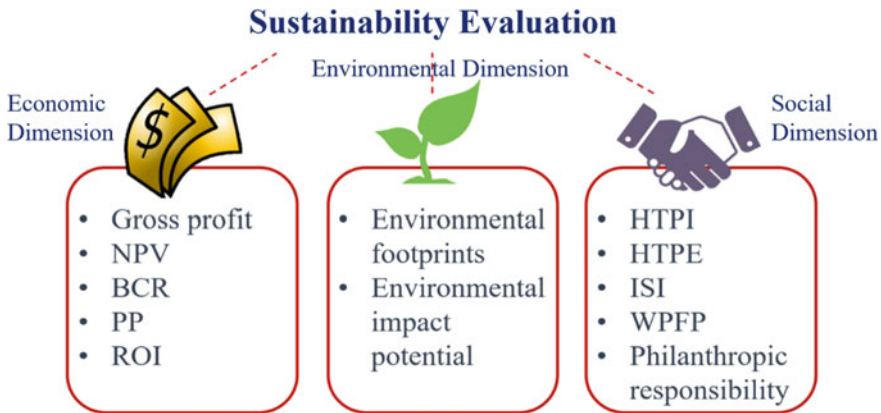 Sustainability Evaluation
Environmental Dimension
Economic
Dimension
$
Social
Dimension
• Gross profit
• NPV
• BCR
• PP
• ROI
• Environmental
footprints
• Environmental
impact
potential
• HTPI
• HTPE
• ISI
• WPFP
• Philanthropic
responsibility